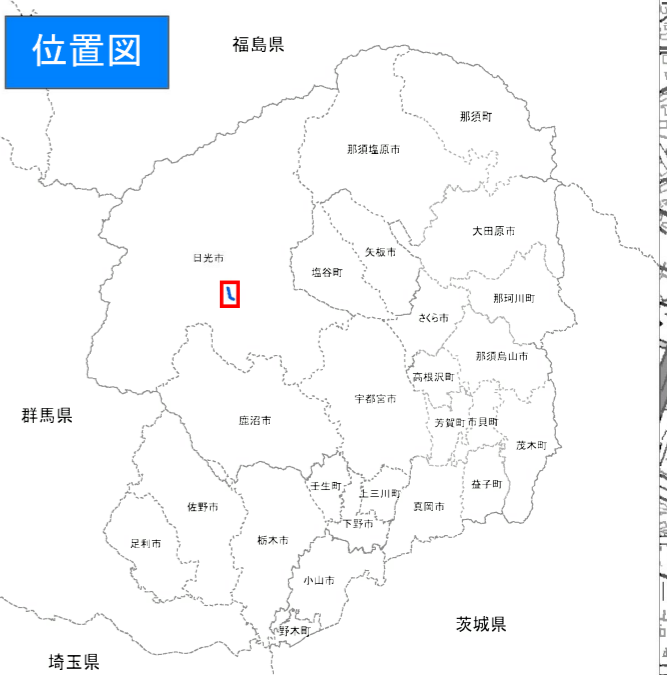 位置図
福島県
那須町
那須塩原市
大田原市
矢板市
日光市
塩谷町
那珂川町
さくら市
那須烏山市
高根沢町
宇都宮市
群馬県
鹿沼市
芳賀町
市貝町
茂木町
壬生町
益子町
上三川町
佐野市
真岡市
下野市
栃木市
足利市
小山市
茨城県
野木町
埼玉県